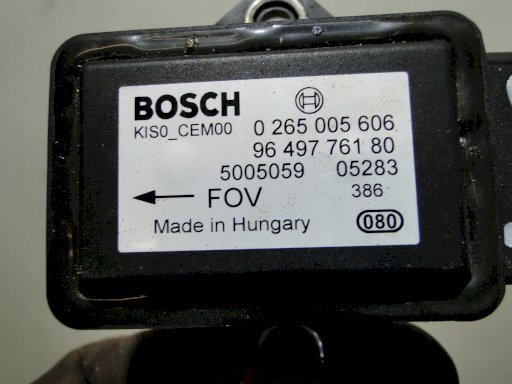 BOSCH
KIS0_CEM00 0 265 005 606
96 497 761 80
5005059 05283
FOV 386
Made in Hungary 080